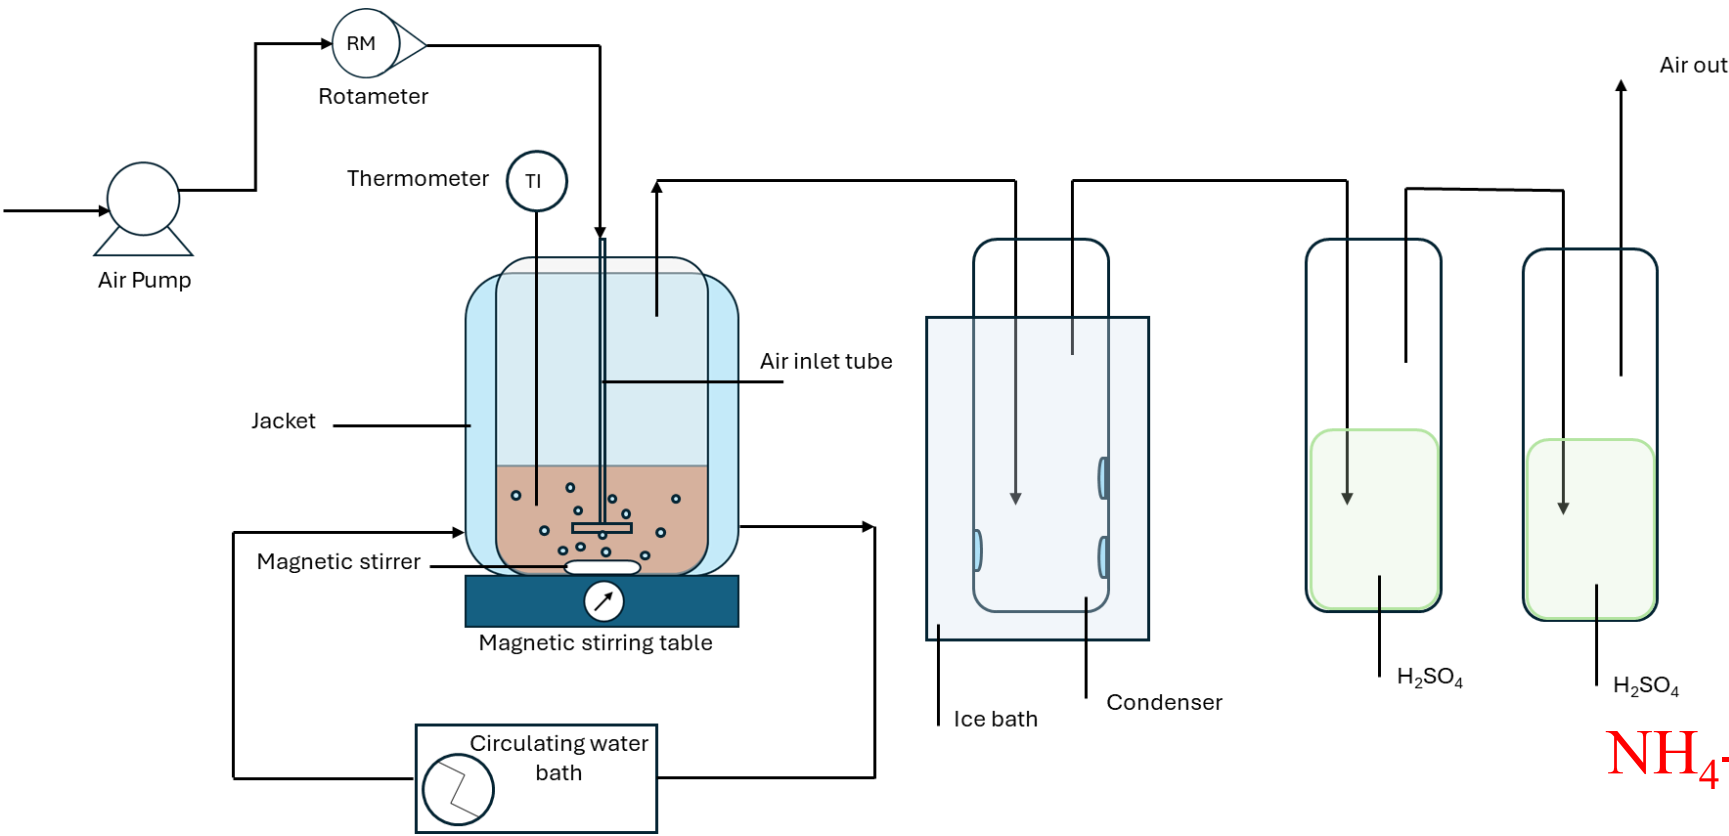 RM
Rotameter
Air out
Thermometer
TI
Air Pump
Air inlet tube
Jacket
Magnetic stirrer
Magnetic stirring table
H₂SO₄
H₂SO₄
Condenser
Ice bath
Circulating water
bath
NH₄-